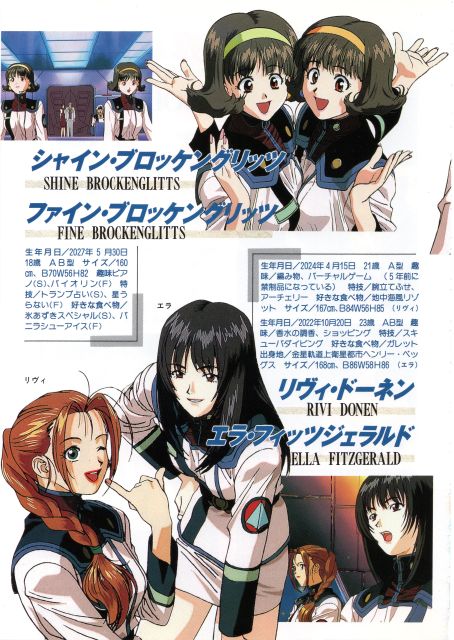 シャイン・ブロッケングリッツ
SHINE BROCKENGLITTS
ファイン・ブロッケングリッツ
FINE BROCKENGLITTS
生年月日／2027年5月30日
18歳 AB型 サイズ／160
cm、B70W56H82 趣味ピア
ノ(S)、バイオリン(F) 特
技／トランプ占い(S)、星う
らない(F) 好きな食べ物／
氷あずきスペシャル(S)、バ
ニラシューアイス(F)
生年月日／2024年4月15日 21歳 A型 趣
味／編み物、バーチャルゲーム (5年前に
禁制品になっている) 特技／腕立てふせ、
アーチェリー 好きな食べ物／地中海風リゾ
ット サイズ／168cm、B84W56H85 (リヴィ)
生年月日／2022年10月20日 23歳 AB型 趣
味／香水の調香、ショッピング 特技／スキ
ューバダイビング 好きな食べ物／ガレット
出身地／金星軌道上衛星都市ヘンリー・ベッ
グス サイズ／167cm、B86W58H86 (エラ)
エラ
リヴィ
リヴィ・ドーネン
RIVI DONEN
エラ・フィッツジェラルド
ELLA FITZGERALD